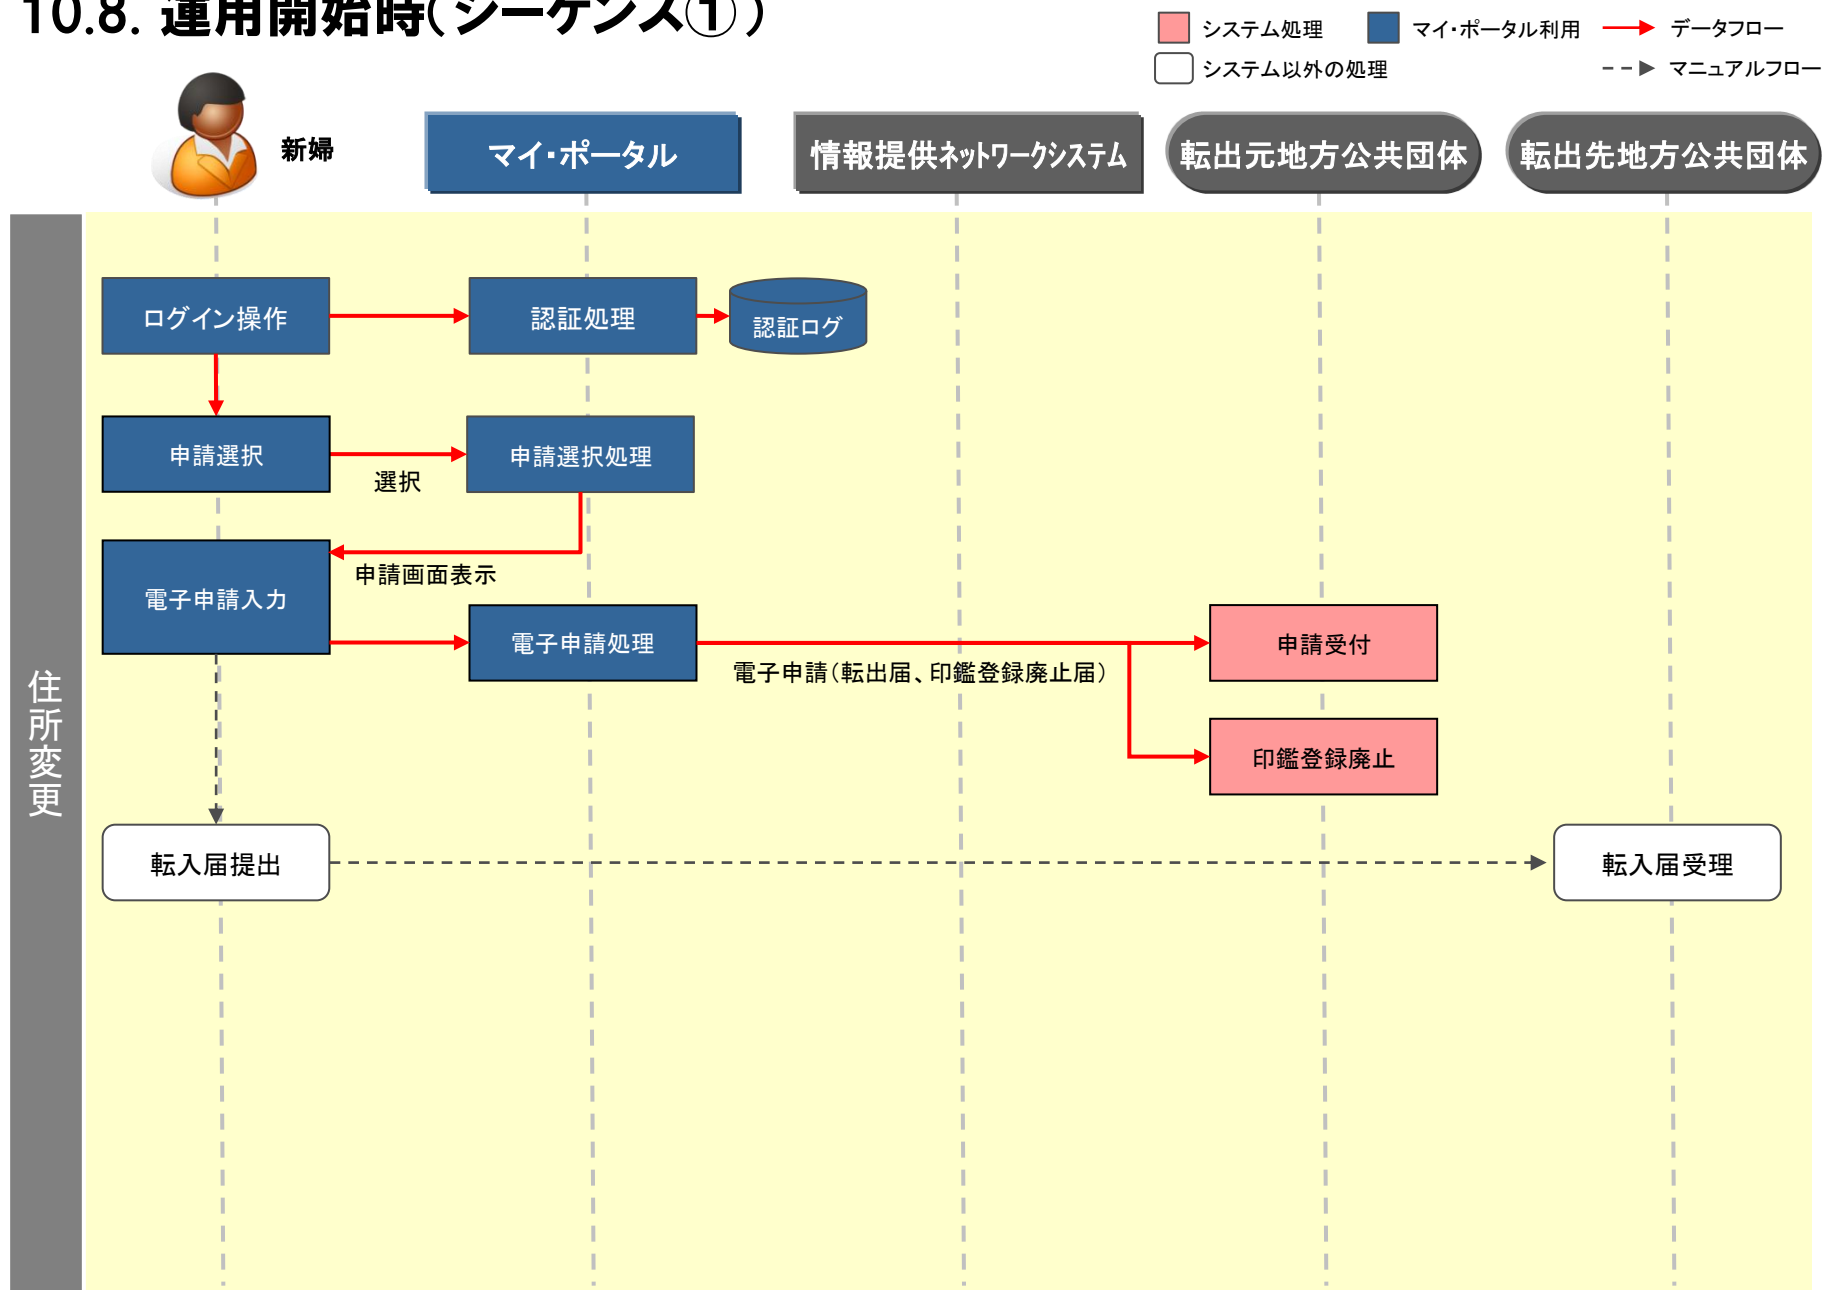 10.8. 運用開始時(シーケンス①)
システム処理
マイ・ポータル利用
データフロー
システム以外の処理
マニュアルフロー
新婦
マイ・ポータル
情報提供ネットワークシステム
転出元地方公共団体
転出先地方公共団体
住所変更
ログイン操作
認証処理
認証ログ
申請選択
選択
申請選択処理
申請画面表示
電子申請入力
電子申請処理
電子申請(転出届、印鑑登録廃止届)
申請受付
印鑑登録廃止
転入届提出
転入届受理